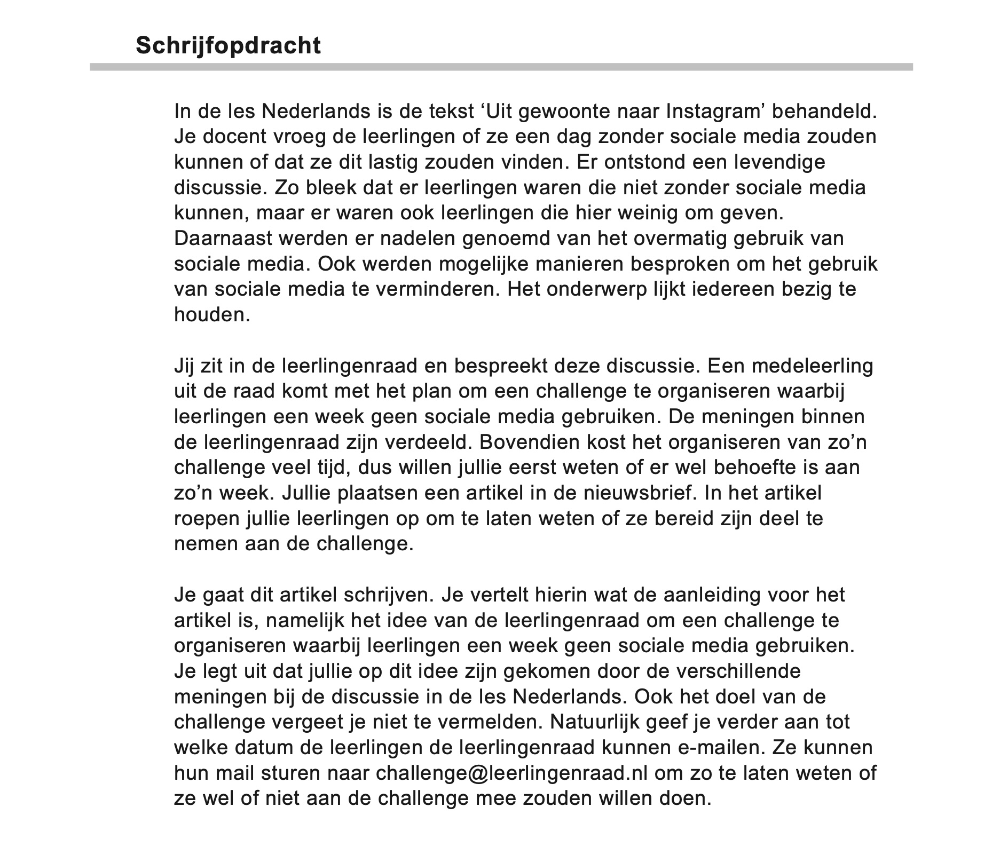 Schrijfopdracht
In de les Nederlands is de tekst ‘Uit gewoonte naar Instagram’ behandeld.
Je docent vroeg de leerlingen of ze een dag zonder sociale media zouden
kunnen of dat ze dit lastig zouden vinden. Er ontstond een levendige
discussie. Zo bleek dat er leerlingen waren die niet zonder sociale media
kunnen, maar er waren ook leerlingen die hier weinig om geven.
Daarnaast werden er nadelen genoemd van het overmatig gebruik van
sociale media. Ook werden mogelijke manieren besproken om het gebruik
van sociale media te verminderen. Het onderwerp lijkt iedereen bezig te
houden.
Jij zit in de leerlingenraad en bespreekt deze discussie. Een medeleerling
uit de raad komt met het plan om een challenge te organiseren waarbij
leerlingen een week geen sociale media gebruiken. De meningen binnen
de leerlingenraad zijn verdeeld. Bovendien kost het organiseren van zo’n
challenge veel tijd, dus willen jullie eerst weten of er wel behoefte is aan
zo’n week. Jullie plaatsen een artikel in de nieuwsbrief. In het artikel
roepen jullie leerlingen op om te laten weten of ze bereid zijn deel te
nemen aan de challenge.
Je gaat dit artikel schrijven. Je vertelt hierin wat de aanleiding voor het
artikel is, namelijk het idee van de leerlingenraad om een challenge te
organiseren waarbij leerlingen een week geen sociale media gebruiken.
Je legt uit dat jullie op dit idee zijn gekomen door de verschillende
meningen bij de discussie in de les Nederlands. Ook het doel van de
challenge vergeet je niet te vermelden. Natuurlijk geef je verder aan tot
welke datum de leerlingen de leerlingenraad kunnen e-mailen. Ze kunnen
hun mail sturen naar challenge@leerlingenraad.nl om zo te laten weten of
ze wel of niet aan de challenge mee zouden willen doen.